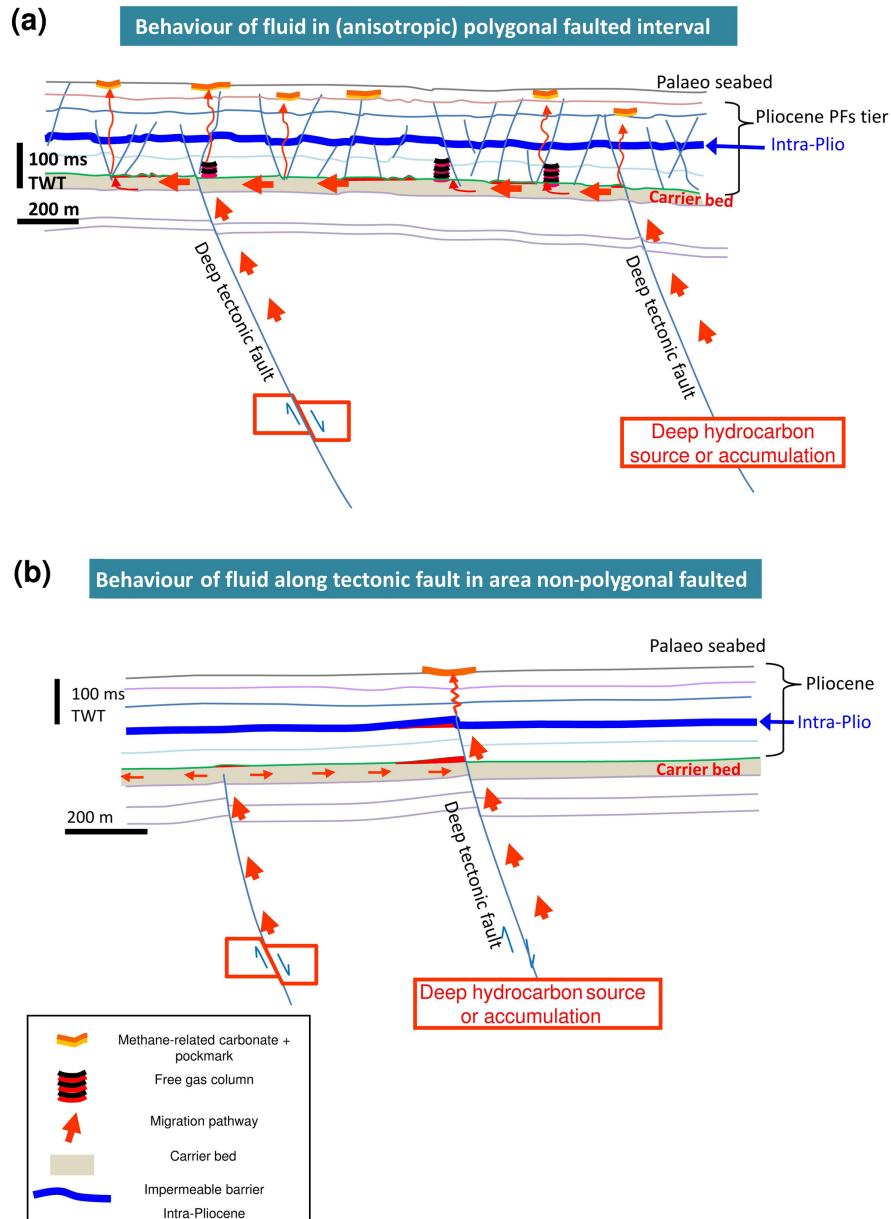 (a)
Behaviour of fluid in (anisotropic) polygonal faulted interval
Palaeo seabed
Pliocene PFs tier
Intra-Plio
100 ms
TWT
200 m
Carrier bed
Deep tectonic fault
Deep tectonic fault
Deep hydrocarbon
source or accumulation
(b)
Behaviour of fluid along tectonic fault in area non-polygonal faulted
Palaeo seabed
100 ms
TWT
Pliocene
Intra-Plio
Carrier bed
200 m
Deep tectonic fault
Deep hydrocarbon source
or accumulation
Methane-related carbonate +
pockmark
Free gas column
Migration pathway
Carrier bed
Impermeable barrier
Intra-Pliocene